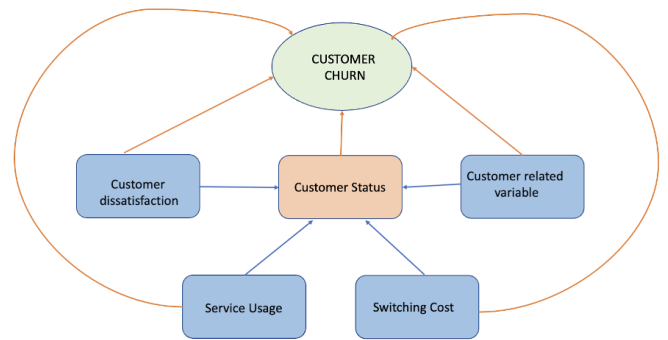 CUSTOMER
CHURN
Customer
dissatisfaction
Customer Status
Customer related
variable
Service Usage
Switching Cost